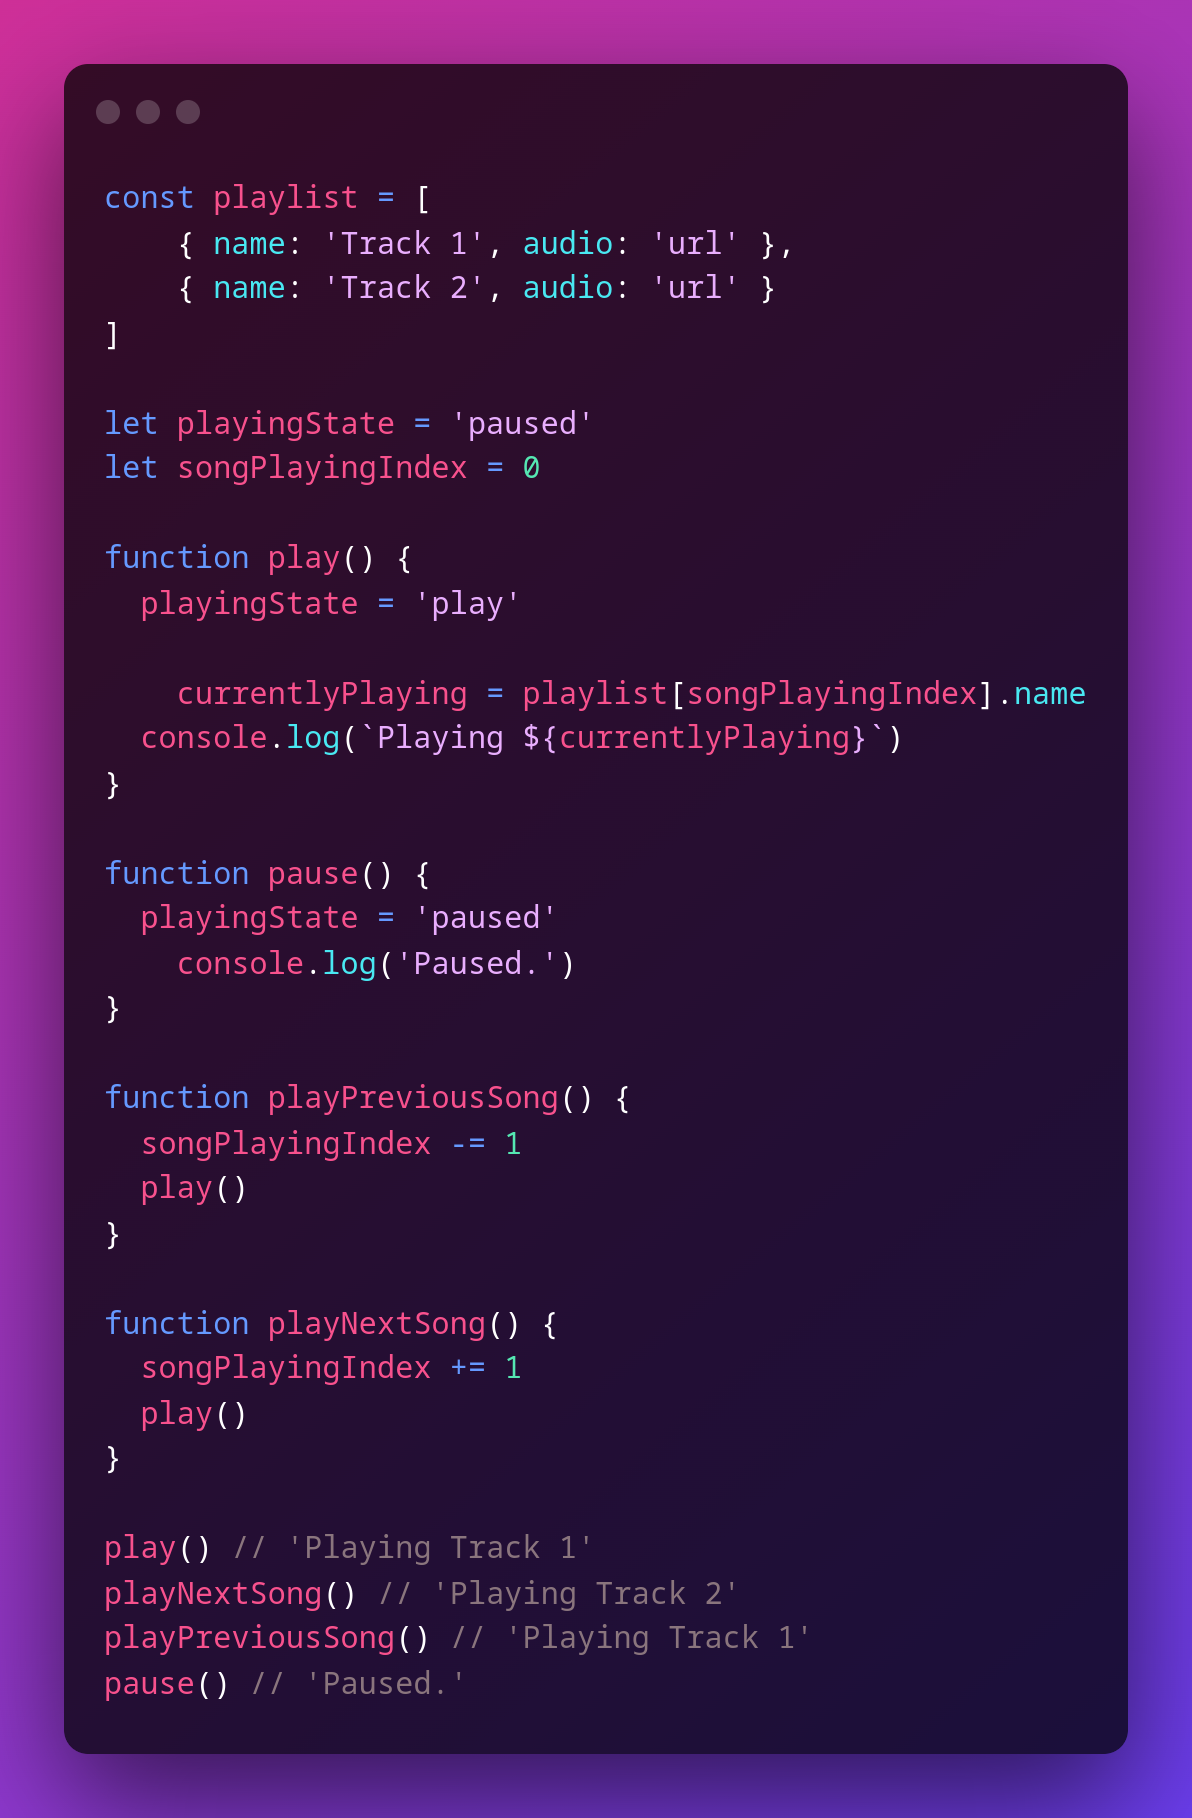 const playlist = [
    { name: 'Track 1', audio: 'url' },
    { name: 'Track 2', audio: 'url' }
]

let playingState = 'paused'
let songPlayingIndex = 0

function play() {
  playingState = 'play'

    currentlyPlaying = playlist[songPlayingIndex].name
  console.log(`Playing ${currentlyPlaying}`)
}

function pause() {
  playingState = 'paused'
    console.log('Paused.')
}

function playPreviousSong() {
  songPlayingIndex -= 1
  play()
}

function playNextSong() {
  songPlayingIndex += 1
  play()
}

play() // 'Playing Track 1'
playNextSong() // 'Playing Track 2'
playPreviousSong() // 'Playing Track 1'
pause() // 'Paused.'